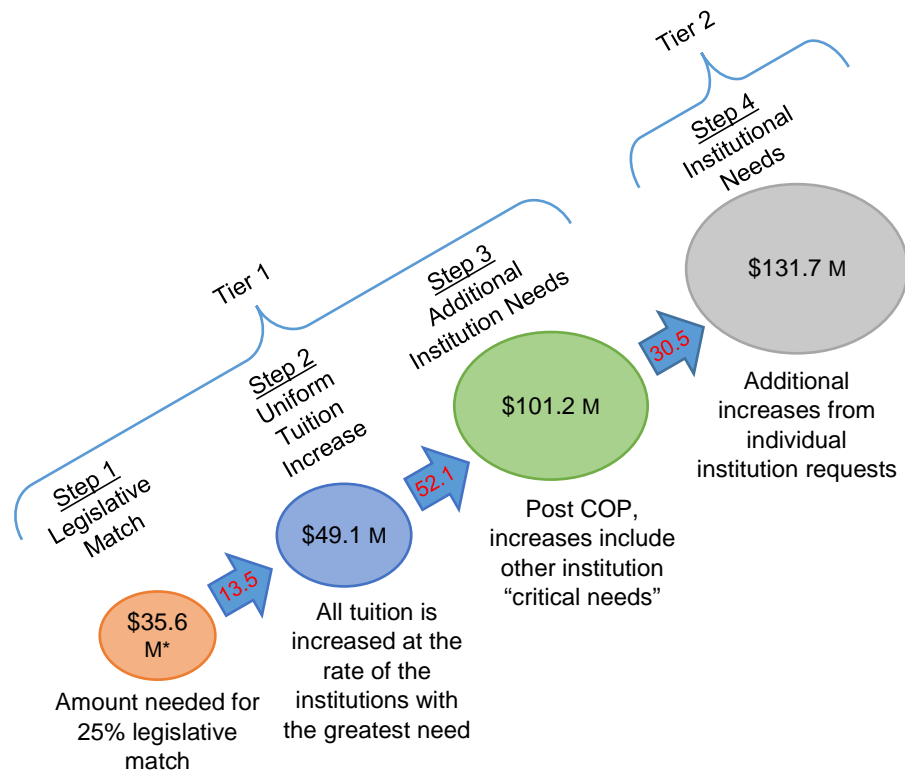 Tier 1
Step 1
Legislative
Match
$35.6
M*
Amount needed for
25% legislative
match
13.5
Step 2
Uniform
Tuition
Increase
$49.1 M
All tuition is
increased at the
rate of the
institutions with
the greatest need
52.1
Step 3
Additional
Institution Needs
$101.2 M
Post COP,
increases include
other institution
“critical needs”
30.5
Tier 2
Step 4
Institutional
Needs
$131.7 M
Additional
increases from
individual
institution requests